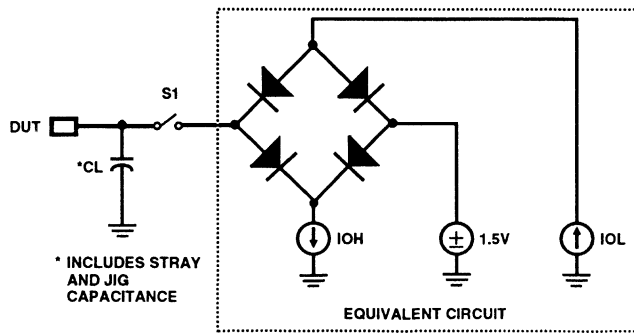 S1
DUT
*CL
IOH
±
1.5V
IOL
* INCLUDES STRAY
AND JIG
CAPACITANCE
EQUIVALENT CIRCUIT